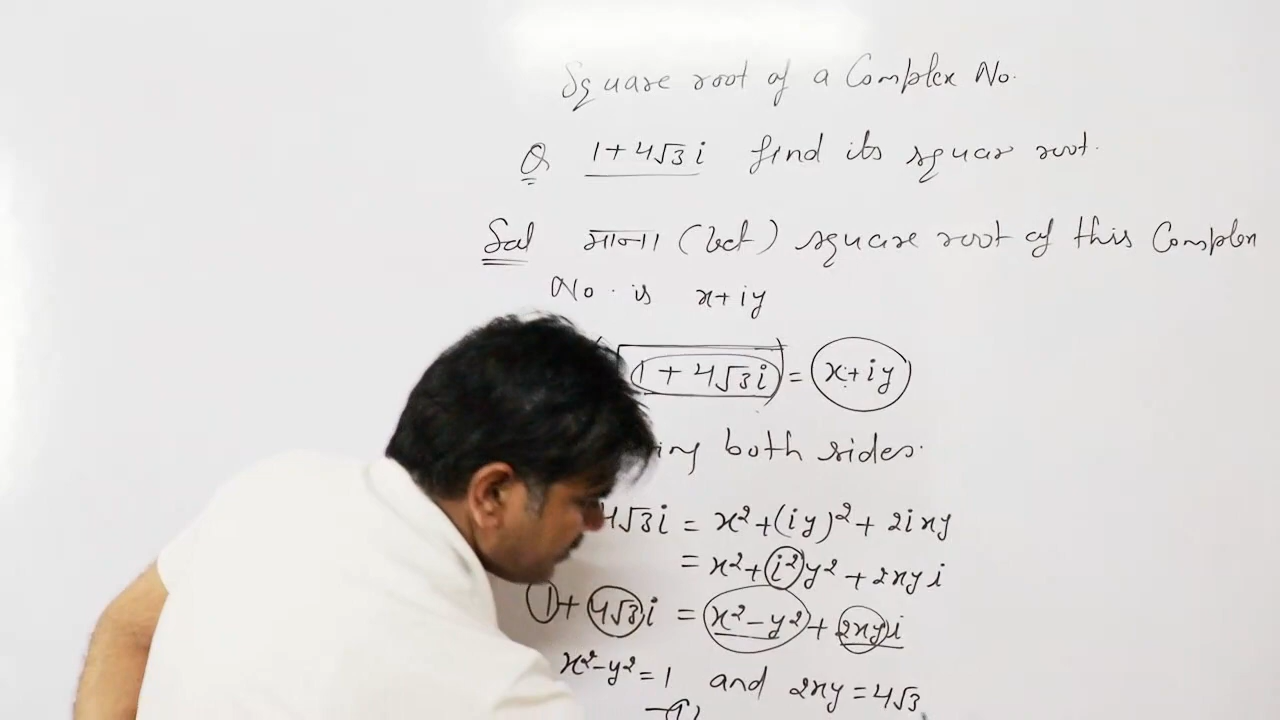 Square root of a Complex No.
Q 1+4√3i find its squar root.
Sol माना (let) square root of this Complex
No. is x+iy
1+4√3i = x+iy
both sides.
4√3i = x²+(iy)²+2ixy
= x²+i²y²+2xyi
1+4√3i = x²-y²+2xyi
x²-y²=1 and 2xy=4√3